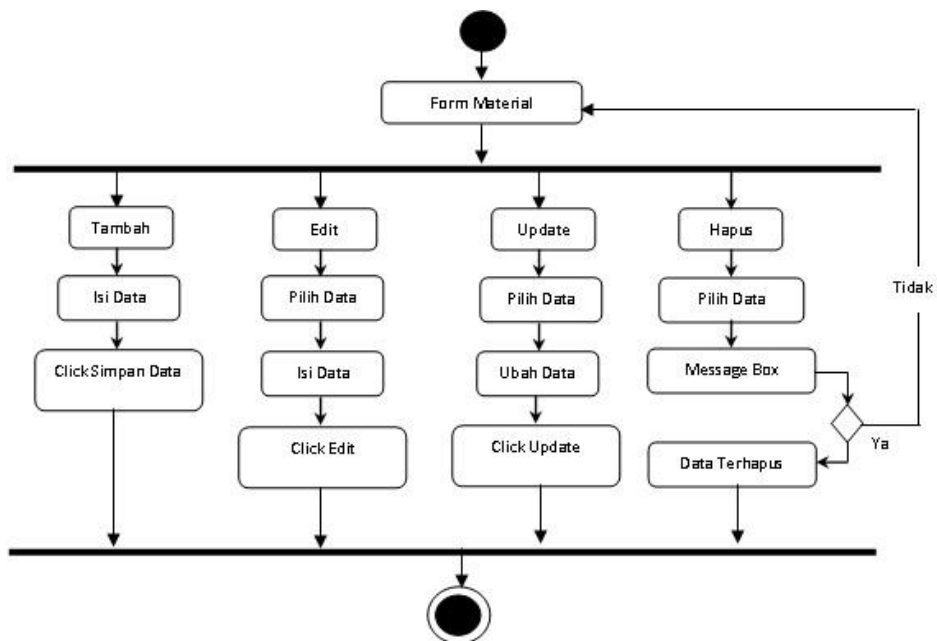 Form Material
Tambah
Edit
Update
Hapus
Isi Data
Pilih Data
Pilih Data
Pilih Data
Tidak
Click Simpan Data
Isi Data
Ubah Data
Message Box
Click Edit
Click Update
Ya
Data Terhapus